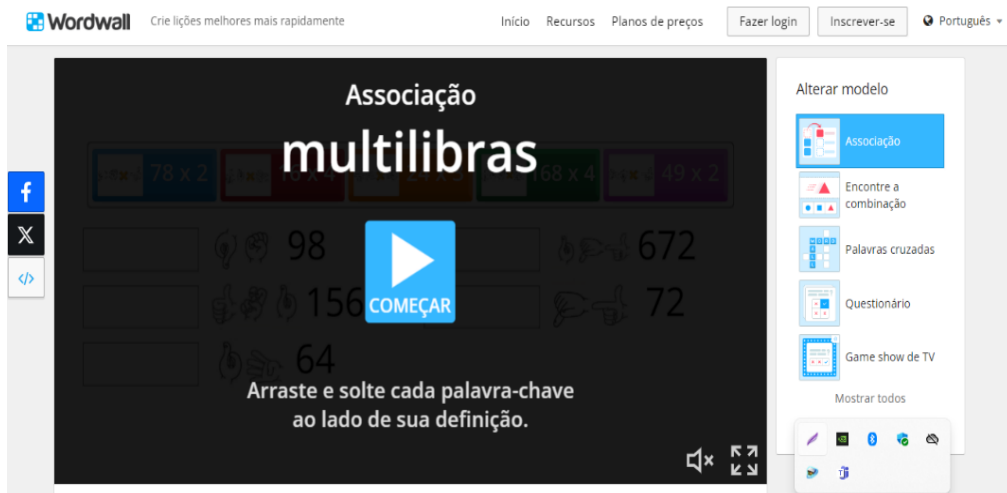 Wordwall Crie lições melhores mais rapidamente Início Recursos Planos de preços Fazer login Inscrever-se Português
Associação
multilibras
78 x 2 168 x 4 49 x 2
98 672
156 72
64
COMEÇAR
Arraste e solte cada palavra-chave
ao lado de sua definição.
Alterar modelo
Associação
Encontre a
combinação
Palavras cruzadas
Questionário
Game show de TV
Mostrar todos